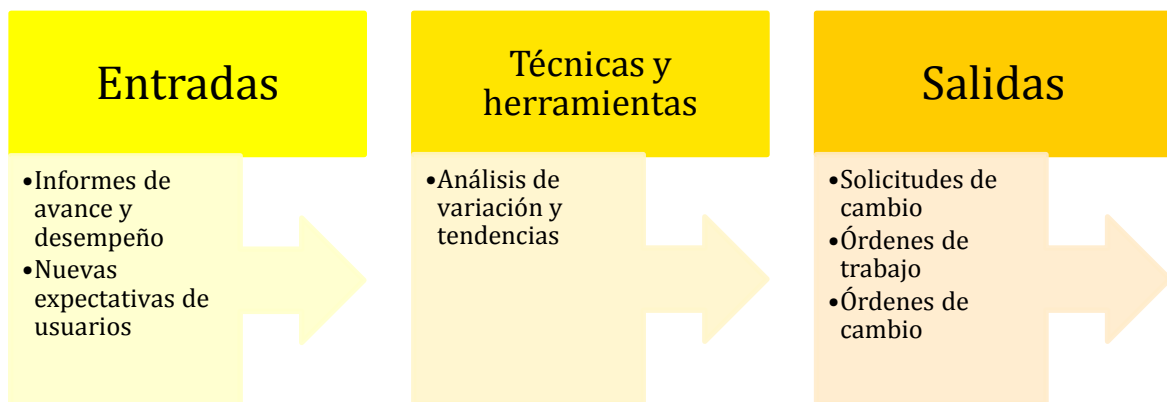 Entradas
•Informes de
avance y
desempeño
•Nuevas
expectativas de
usuarios
Técnicas y
herramientas
•Análisis de
variación y
tendencias
Salidas
•Solicitudes de
cambio
•Órdenes de
trabajo
•Órdenes de
cambio